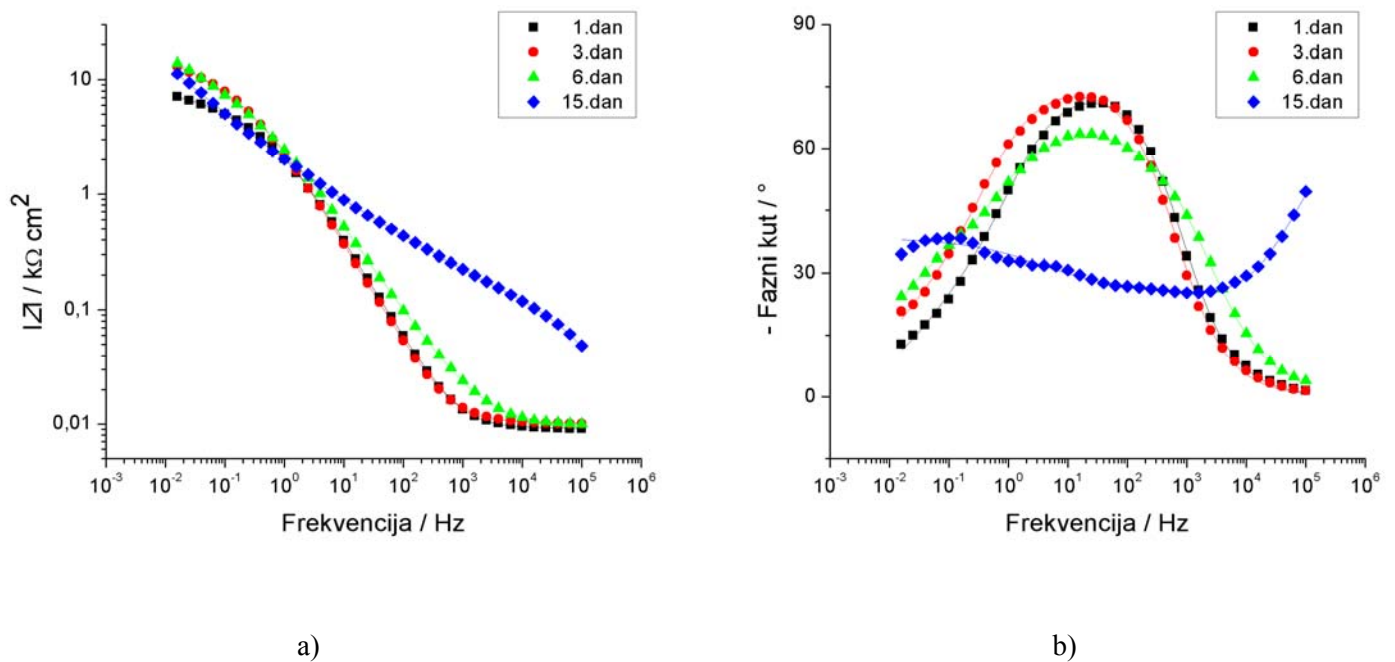 1.dan
3.dan
6.dan
15.dan
10
1
0,1
0,01
|Z| / kΩ cm²
10⁻³ 10⁻² 10⁻¹ 10⁰ 10¹ 10² 10³ 10⁴ 10⁵ 10⁶
Frekvencija / Hz
a)
1.dan
3.dan
6.dan
15.dan
90
60
30
0
- Fazni kut / °
10⁻³ 10⁻² 10⁻¹ 10⁰ 10¹ 10² 10³ 10⁴ 10⁵ 10⁶
Frekvencija / Hz
b)